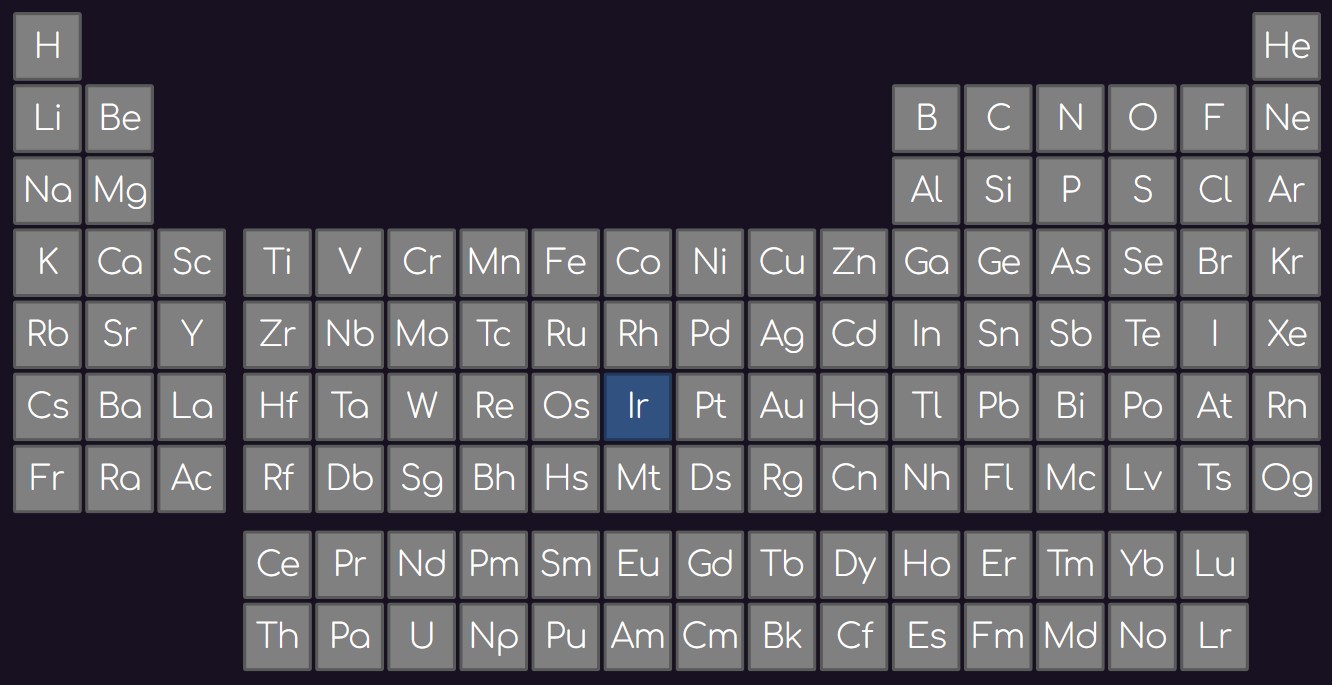 H He
Li Be B C N O F Ne
Na Mg Al Si P S Cl Ar
K Ca Sc Ti V Cr Mn Fe Co Ni Cu Zn Ga Ge As Se Br Kr
Rb Sr Y Zr Nb Mo Tc Ru Rh Pd Ag Cd In Sn Sb Te I Xe
Cs Ba La Hf Ta W Re Os Ir Pt Au Hg Tl Pb Bi Po At Rn
Fr Ra Ac Rf Db Sg Bh Hs Mt Ds Rg Cn Nh Fl Mc Lv Ts Og
Ce Pr Nd Pm Sm Eu Gd Tb Dy Ho Er Tm Yb Lu
Th Pa U Np Pu Am Cm Bk Cf Es Fm Md No Lr